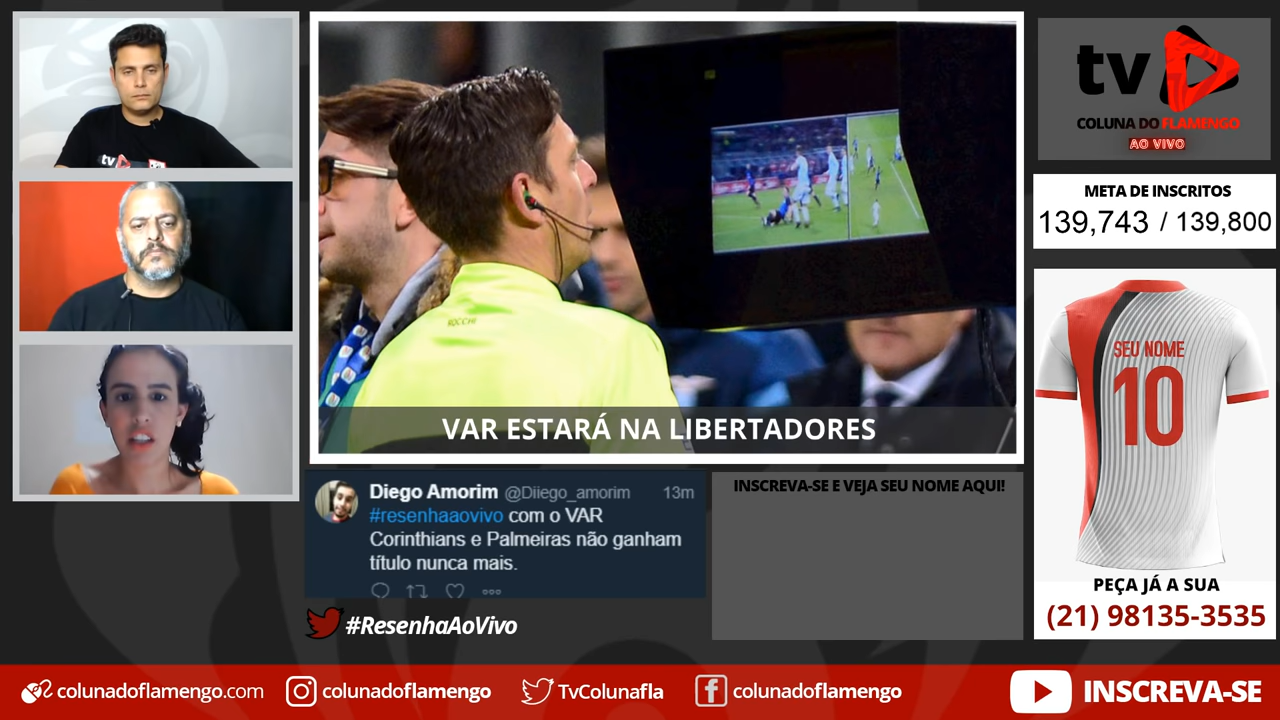 tv
VAR ESTARÁ NA LIBERTADORES
ROCCHI
Diego Amorim @Diiego_amorim 13m
#resenhaaovivo com o VAR
Corinthians e Palmeiras não ganham
título nunca mais.
#ResenhaAoVivo
INSCREVA-SE E VEJA SEU NOME AQUI!
tv
COLUNA DO FLAMENGO
AO VIVO
META DE INSCRITOS
139,743 / 139,800
SEU NOME
10
PEÇA JÁ A SUA
(21) 98135-3535
colunadoflamengo.com
colunadoflamengo
TvColunafla
colunadoflamengo
INSCREVA-SE